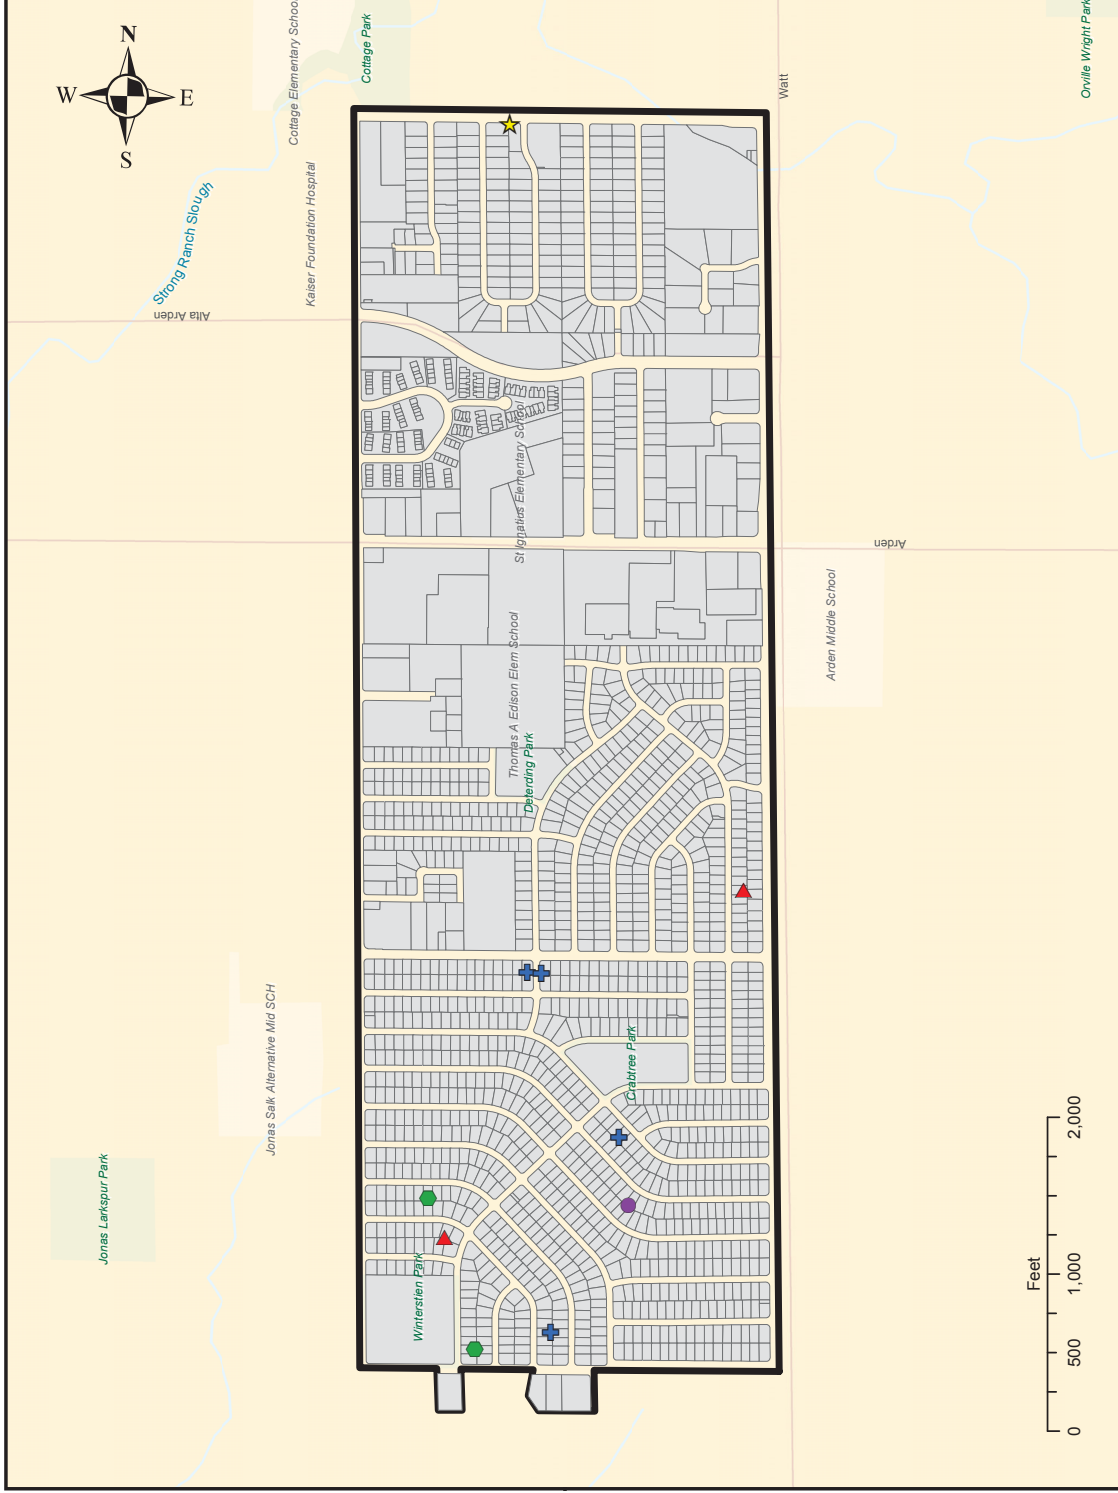 N
W
E
S
Cottage Elementary School
Cottage Park
Watt
Orville Wright Park
Strong Ranch Slough
Kaiser Foundation Hospital
Alta Arden
St Ignatius Elementary School
Arden
Thomas A Edison Elem School
Arden Middle School
Deterding Park
Jonas Salk Alternative Mid SCH
Crabtree Park
Jonas Larkspur Park
Winterstien Park
Feet
0
500
1,000
2,000